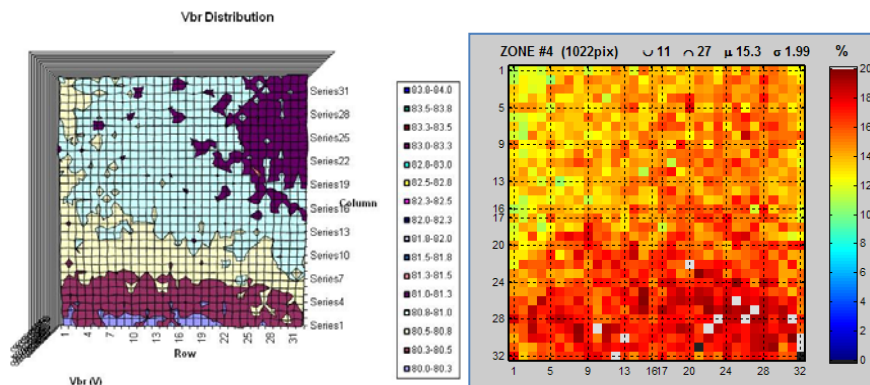 Vbr Distribution
Series31
Series28
Series25
Series22
Series19
Series16
Column
Series13
Series10
Series7
Series4
Series1
1 4 7 10 13 16 19 22 25 28 31
Row
Vbr (V)
83.8-84.0
83.5-83.8
83.3-83.5
83.0-83.3
82.8-83.0
82.5-82.8
82.3-82.5
82.0-82.3
81.8-82.0
81.5-81.8
81.3-81.5
81.0-81.3
80.8-81.0
80.5-80.8
80.3-80.5
80.0-80.3
ZONE #4 (1022pix) ◡ 11 ◠ 27 μ 15.3 σ 1.99 %
1
5
9
13
16
17
20
24
28
32
1 5 9 13 16 17 20 24 28 32
20
18
16
14
12
10
8
6
4
2
0